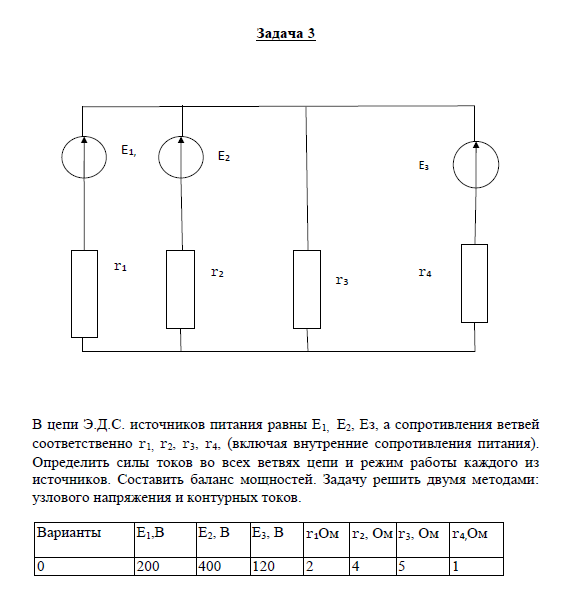 Задача 3
E₁,
E₂
E₃
r₁
r₂
r₃
r₄
В цепи Э.Д.С. источников питания равны E₁, E₂, Eз, а сопротивления ветвей
соответственно r₁, r₂, r₃, r₄, (включая внутренние сопротивления питания).
Определить силы токов во всех ветвях цепи и режим работы каждого из
источников. Составить баланс мощностей. Задачу решить двумя методами:
узлового напряжения и контурных токов.
Варианты E₁,В E₂, В E₃, В r₁Ом r₂, Ом r₃, Ом r₄,Ом
0 200 400 120 2 4 5 1